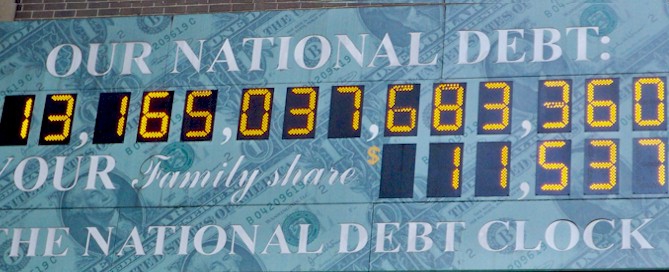 OUR NATIONAL DEBT:
13,165,037,683,360
YOUR Family share $11,537
THE NATIONAL DEBT CLOCK